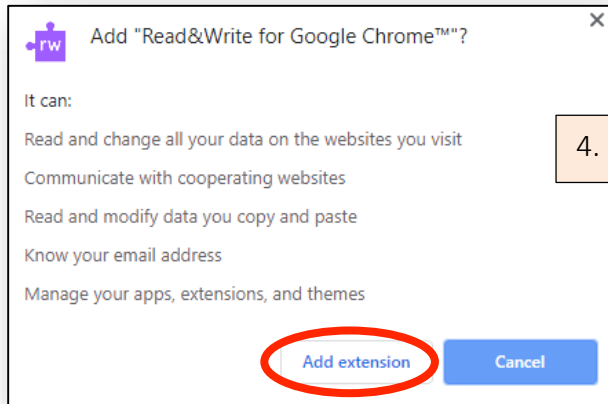 rw
Add "Read&Write for Google Chrome™"?
It can:
Read and change all your data on the websites you visit
4.
Communicate with cooperating websites
Read and modify data you copy and paste
Know your email address
Manage your apps, extensions, and themes
Add extension
Cancel